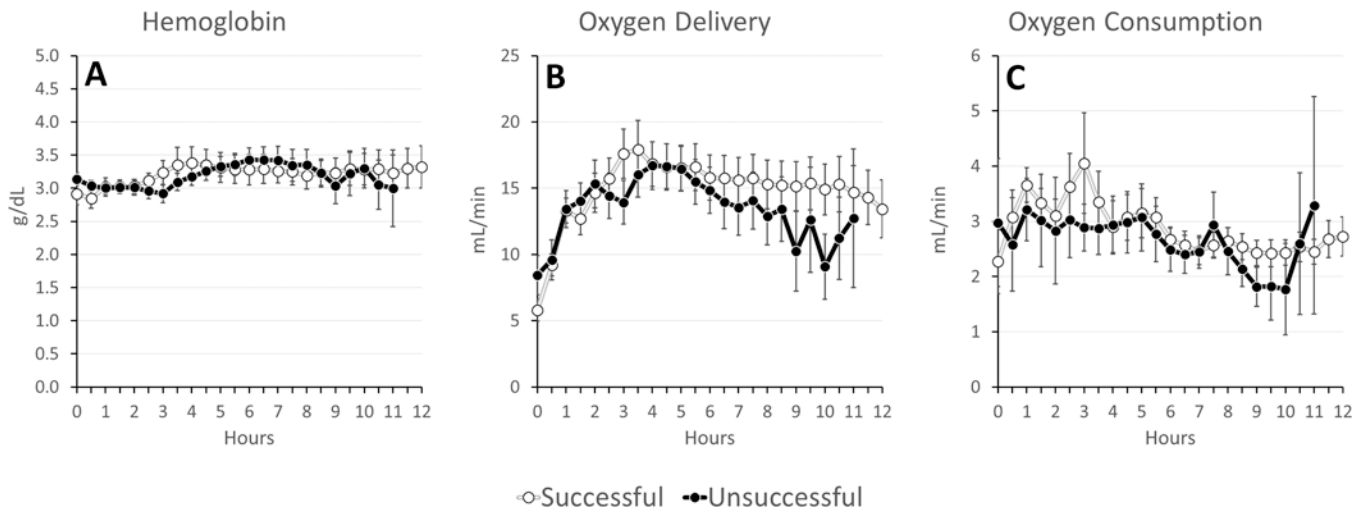 Hemoglobin
A
5.0
4.5
4.0
3.5
3.0
2.5
2.0
1.5
1.0
0.5
0.0
g/dL
0 1 2 3 4 5 6 7 8 9 10 11 12
Hours
Oxygen Delivery
B
25
20
15
10
5
0
mL/min
0 1 2 3 4 5 6 7 8 9 10 11 12
Hours
Oxygen Consumption
C
6
5
4
3
2
1
0
mL/min
0 1 2 3 4 5 6 7 8 9 10 11 12
Hours
Successful Unsuccessful